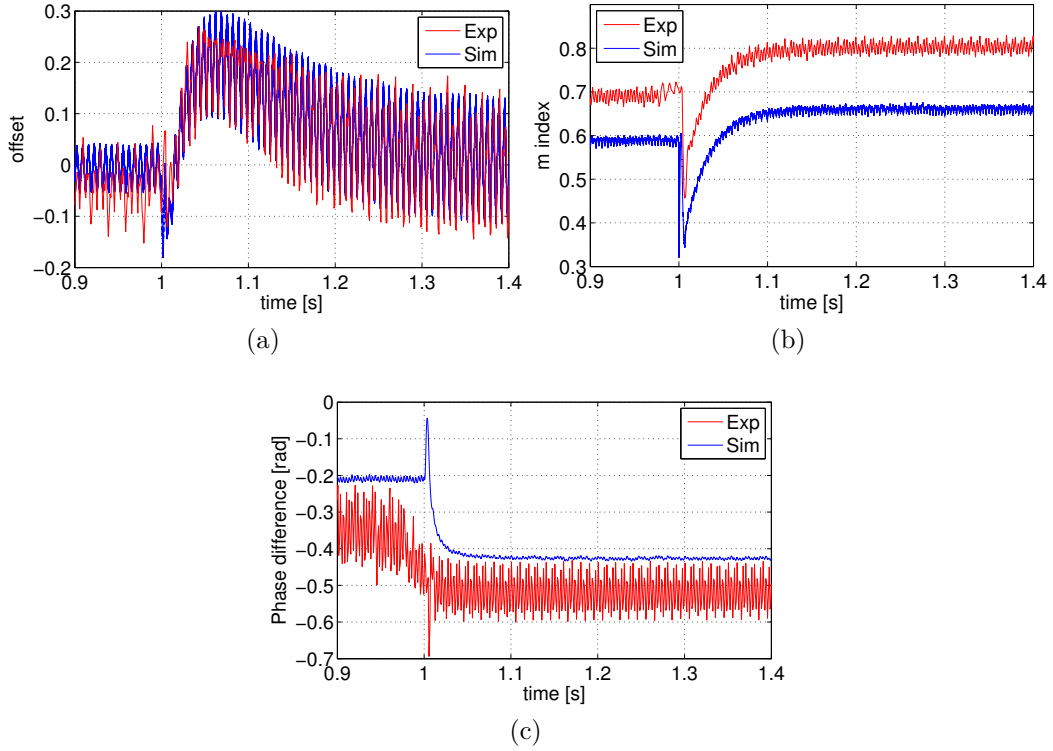 offset
0.3
0.2
0.1
0
−0.1
−0.2
0.9 1 1.1 1.2 1.3 1.4
time [s]
Exp
Sim
(a)
m index
0.8
0.7
0.6
0.5
0.4
0.3
0.9 1 1.1 1.2 1.3 1.4
time [s]
Exp
Sim
(b)
Phase difference [rad]
0
−0.1
−0.2
−0.3
−0.4
−0.5
−0.6
−0.7
0.9 1 1.1 1.2 1.3 1.4
time [s]
Exp
Sim
(c)